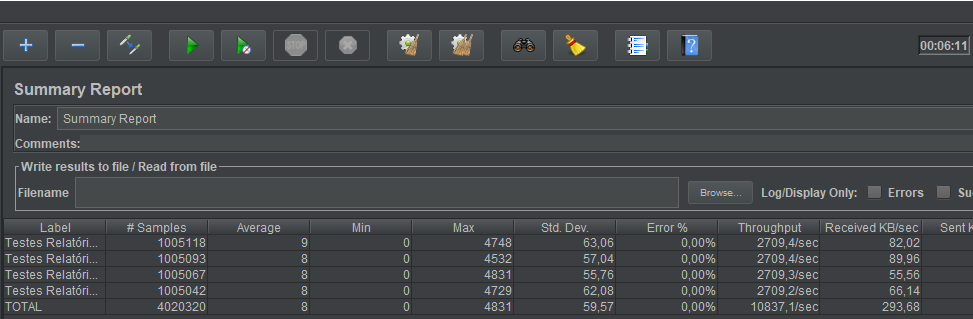 STOP
00:06:11
Summary Report
Name: Summary Report
Comments:
Write results to file / Read from file
Filename Browse... Log/Display Only: Errors Su
Label # Samples Average Min Max Std. Dev. Error % Throughput Received KB/sec Sent K
Testes Relatóri... 1005118 9 0 4748 63,06 0,00% 2709,4/sec 82,02
Testes Relatóri... 1005093 8 0 4532 57,04 0,00% 2709,4/sec 89,96
Testes Relatóri... 1005067 8 0 4831 55,76 0,00% 2709,3/sec 55,56
Testes Relatóri... 1005042 8 0 4729 62,08 0,00% 2709,2/sec 66,14
TOTAL 4020320 8 0 4831 59,57 0,00% 10837,1/sec 293,68